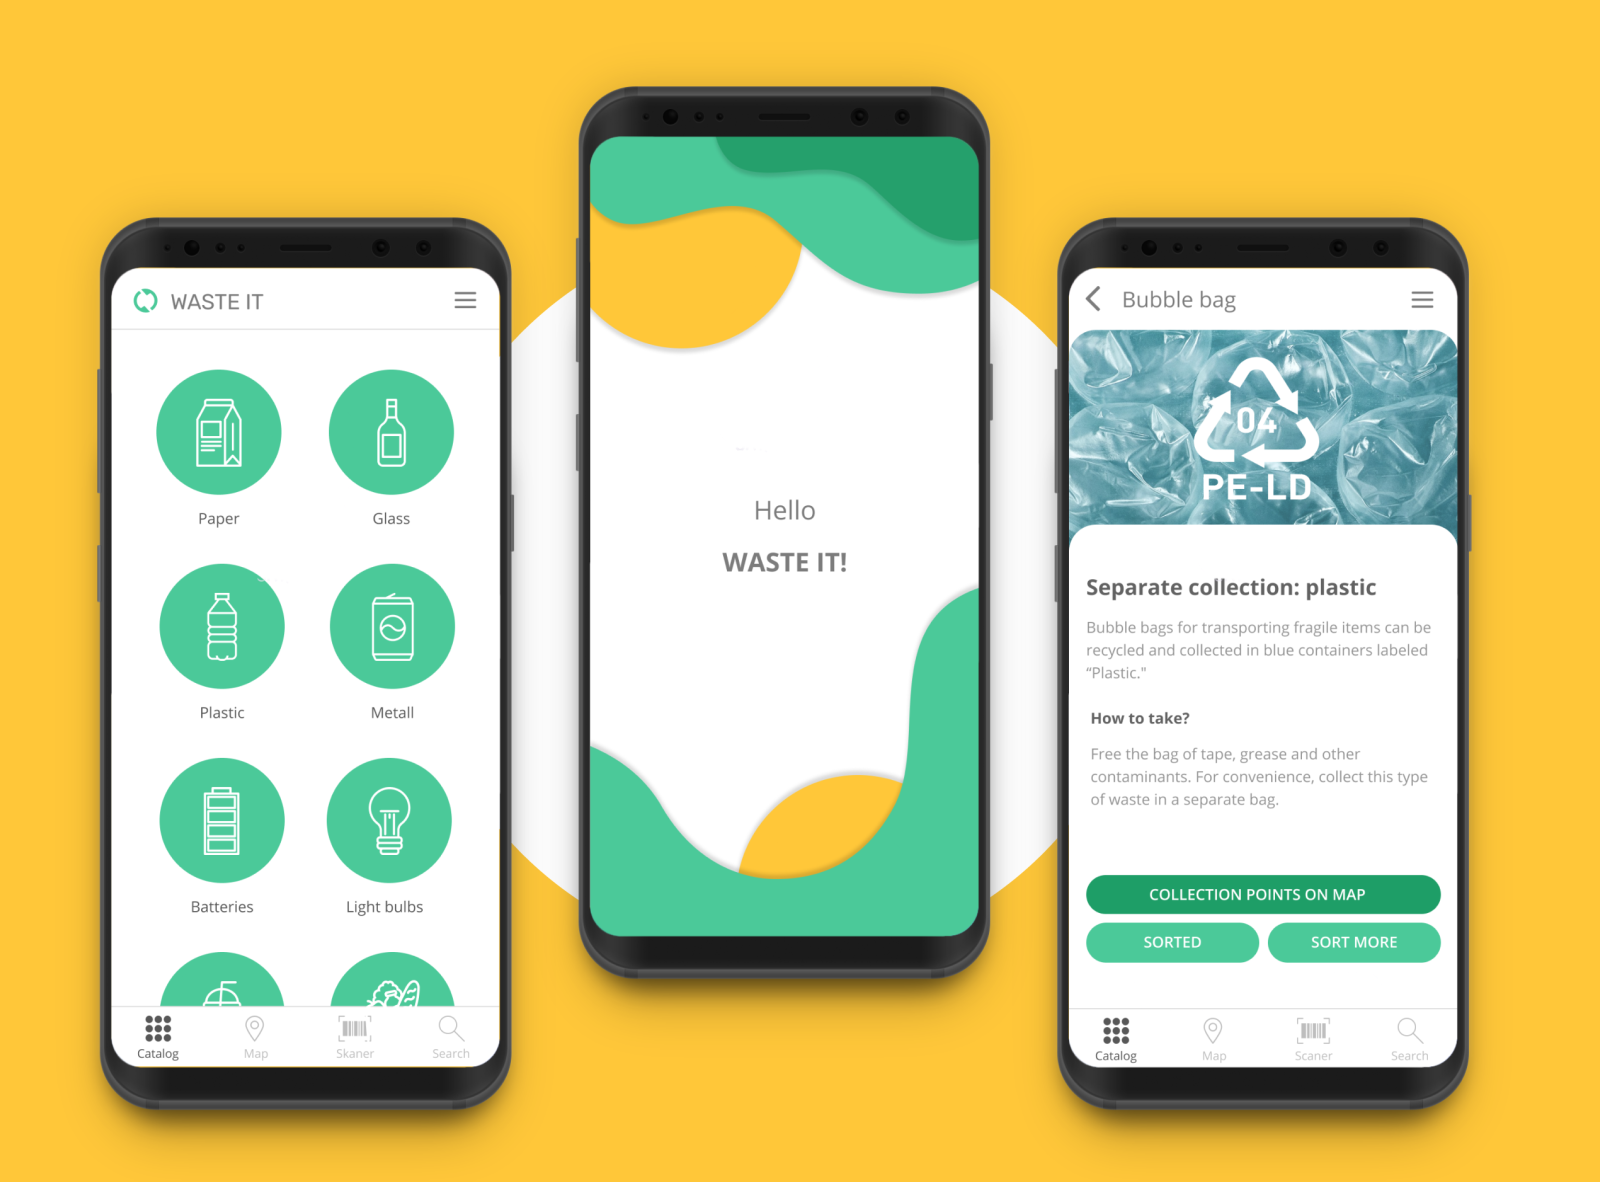 WASTE IT
Paper
Glass
Plastic
Metall
Batteries
Light bulbs
Catalog
Map
Skaner
Search
Hello
WASTE IT!
Bubble bag
04
PE-LD
Separate collection: plastic
Bubble bags for transporting fragile items can be
recycled and collected in blue containers labeled
“Plastic."
How to take?
Free the bag of tape, grease and other
contaminants. For convenience, collect this type
of waste in a separate bag.
COLLECTION POINTS ON MAP
SORTED
SORT MORE
Catalog
Map
Scaner
Search